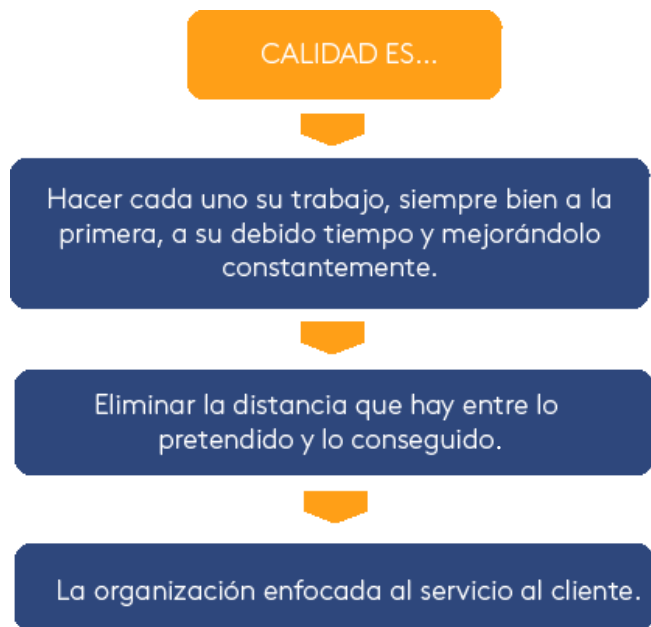 CALIDAD ES...
Hacer cada uno su trabajo, siempre bien a la
primera, a su debido tiempo y mejorándolo
constantemente.
Eliminar la distancia que hay entre lo
pretendido y lo conseguido.
La organización enfocada al servicio al cliente.